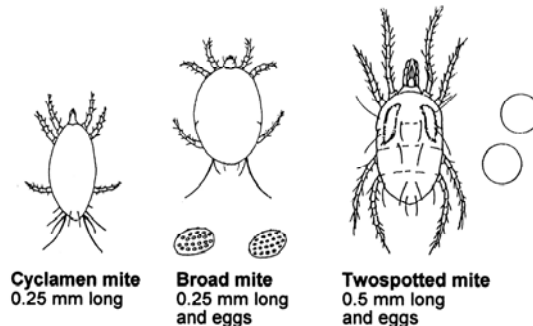 Cyclamen mite
0.25 mm long
Broad mite
0.25 mm long
and eggs
Twospotted mite
0.5 mm long
and eggs